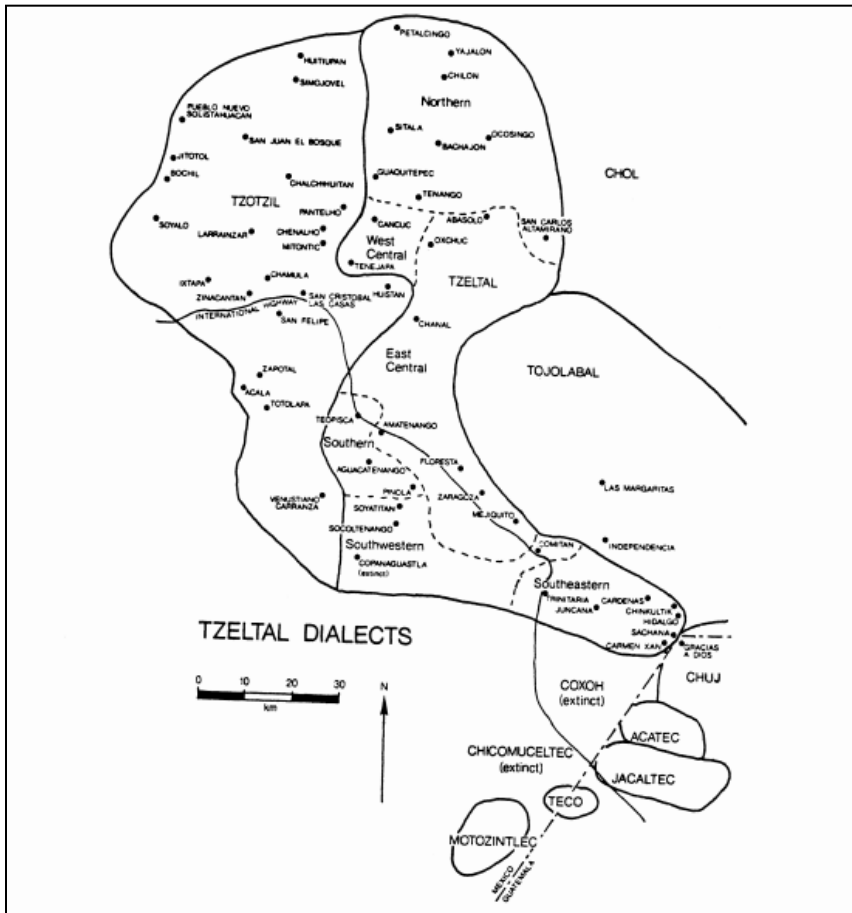 PETALCINGO
HUITIUPAN
YAJALON
SIMOJOVEL
CHILON
Northern
PUEBLO NUEVO
SOLISTAHUACAN
SITALA
OCOSINGO
SAN JUAN EL BOSQUE
BACHAJON
JITOTOL
CHOL
BOCHIL
CHALCHIHUITAN
GUAQUITEPEC
TZOTZIL
TENANGO
PANTELHO
SOYALO
CANCUC
ABASOLO
SAN CARLOS
ALTAMIRANO
LARRAINZAR
CHENALHO
West
Central
OXCHUC
MITONTIC
TENEJAPA
TZELTAL
IXTAPA
CHAMULA
HUISTAN
ZINACANTAN
SAN CRISTOBAL
LAS CASAS
INTERNATIONAL HIGHWAY
SAN FELIPE
CHANAL
East
Central
ZAPOTAL
TOJOLABAL
ACALA
TOTOLAPA
TEOPISCA
AMATENANGO
Southern
AGUACATENANGO
FLORESTA
LAS MARGARITAS
PINOLA
VENUSTIANO
CARRANZA
ZARAGOZA
SOYATITAN
MEJIQUITO
SOCOLTENANGO
Southwestern
COMITAN
INDEPENDENCIA
COPANAGUASTLA
(extinct)
Southeastern
TRINITARIA
CARDENAS
JUNCANA
CHINKULTIK
HIDALGO
TZELTAL DIALECTS
SACHANA
CARMEN XAN
GRACIAS
A DIOS
0 10 20 30
km
N
COXOH
(extinct)
CHUJ
ACATEC
CHICOMUCELTEC
(extinct)
JACALTEC
TECO
MOTOZINTLEC
MEXICO
GUATEMALA